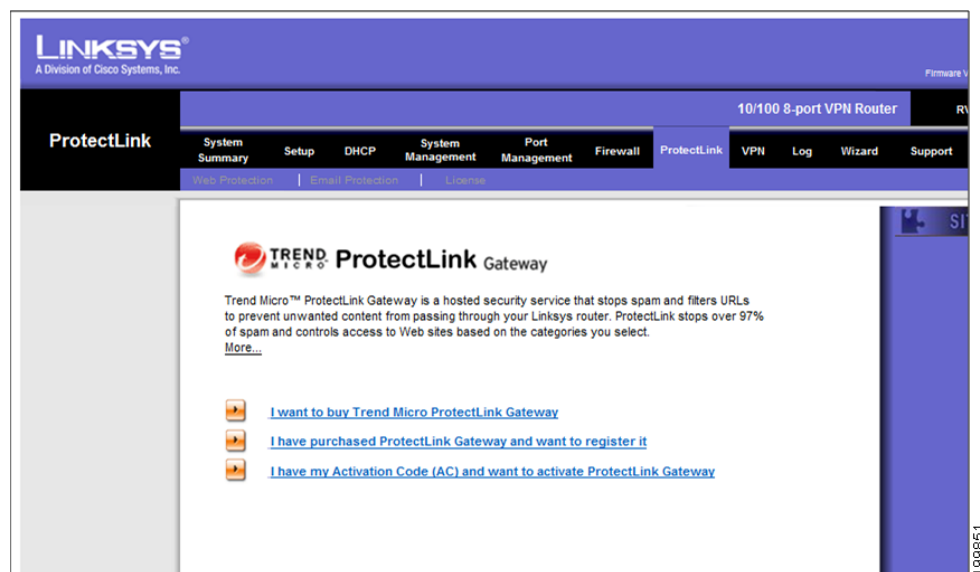 LINKSYS®
A Division of Cisco Systems, Inc.
Firmware V
10/100 8-port VPN Router
RV
ProtectLink
System Summary
Setup
DHCP
System Management
Port Management
Firewall
ProtectLink
VPN
Log
Wizard
Support
Web Protection | Email Protection | License
SI
TREND MICRO ProtectLink Gateway
Trend Micro™ ProtectLink Gateway is a hosted security service that stops spam and filters URLs
to prevent unwanted content from passing through your Linksys router. ProtectLink stops over 97%
of spam and controls access to Web sites based on the categories you select.
More...
I want to buy Trend Micro ProtectLink Gateway
I have purchased ProtectLink Gateway and want to register it
I have my Activation Code (AC) and want to activate ProtectLink Gateway
199851